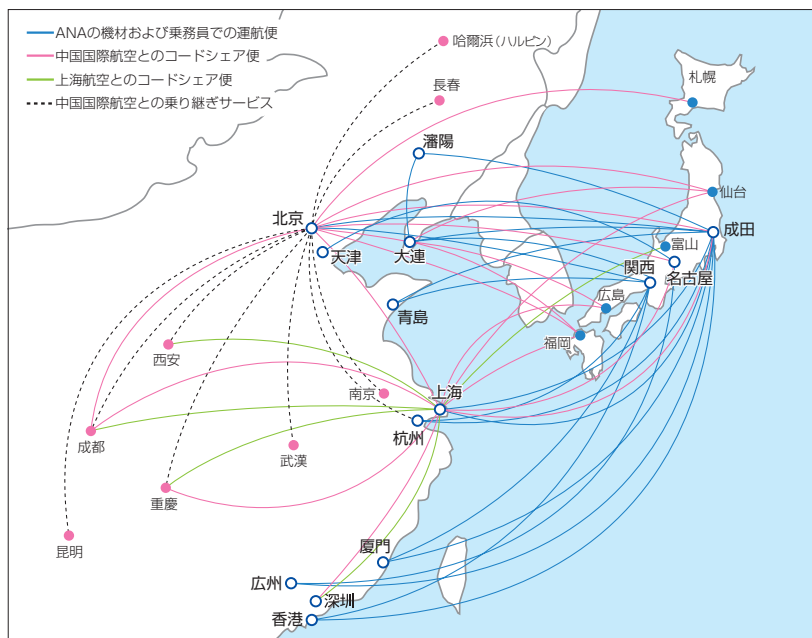 ANAの機材および乗務員での運航便
中国国際航空とのコードシェア便
上海航空とのコードシェア便
中国国際航空との乗り継ぎサービス
哈爾浜（ハルビン）
長春
瀋陽
札幌
仙台
北京
天津
大連
成田
富山
関西
名古屋
青島
広島
福岡
西安
南京
上海
杭州
成都
武漢
重慶
昆明
厦門
広州
深圳
香港